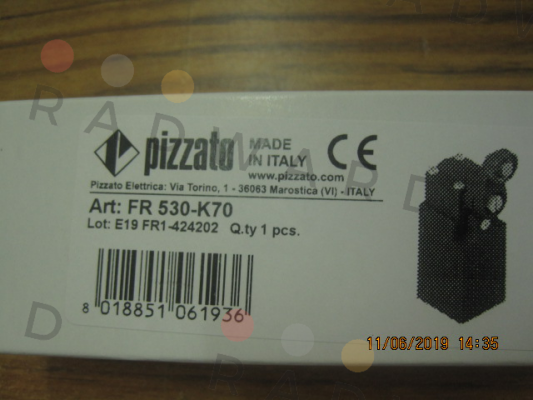 pizzato
MADE
IN ITALY
CE
www.pizzato.com
Pizzato Elettrica: Via Torino, 1 - 36063 Marostica (VI) - ITALY
Art: FR 530-K70
Lot: E19 FR1-424202 Q.ty 1 pcs.
8 018851 061936
11/06/2019 14:35
RADWARD
D